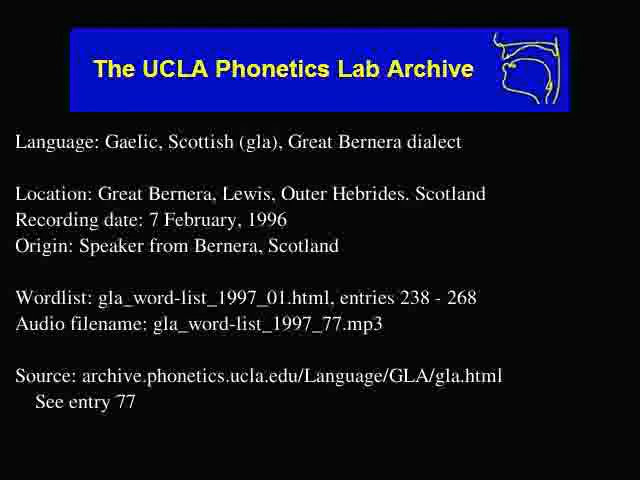 The UCLA Phonetics Lab Archive
Language: Gaelic, Scottish (gla), Great Bernera dialect
Location: Great Bernera, Lewis, Outer Hebrides. Scotland
Recording date: 7 February, 1996
Origin: Speaker from Bernera, Scotland
Wordlist: gla_word-list_1997_01.html, entries 238 - 268
Audio filename: gla_word-list_1997_77.mp3
Source: archive.phonetics.ucla.edu/Language/GLA/gla.html
See entry 77